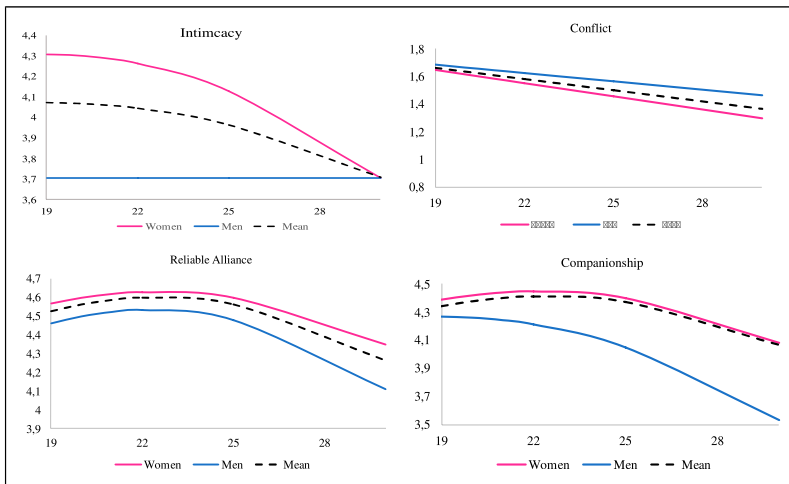 Intimcacy
4,4
4,3
4,2
4,1
4
3,9
3,8
3,7
3,6
19 22 25 28
Women Men Mean
Conflict
1,8
1,6
1,4
1,2
1
0,8
19 22 25 28
Reliable Alliance
4,7
4,6
4,5
4,4
4,3
4,2
4,1
4
3,9
19 22 25 28
Women Men Mean
Companionship
4,5
4,3
4,1
3,9
3,7
3,5
19 22 25 28
Women Men Mean